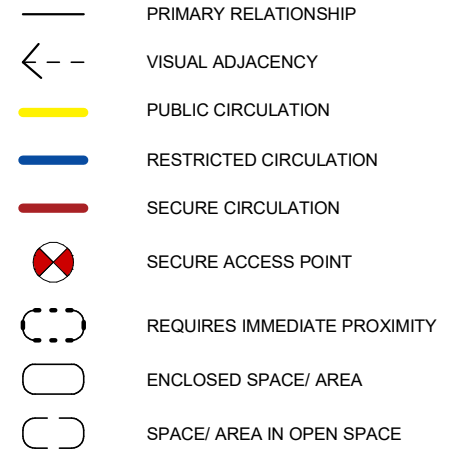 PRIMARY RELATIONSHIP
VISUAL ADJACENCY
PUBLIC CIRCULATION
RESTRICTED CIRCULATION
SECURE CIRCULATION
SECURE ACCESS POINT
REQUIRES IMMEDIATE PROXIMITY
ENCLOSED SPACE/ AREA
SPACE/ AREA IN OPEN SPACE